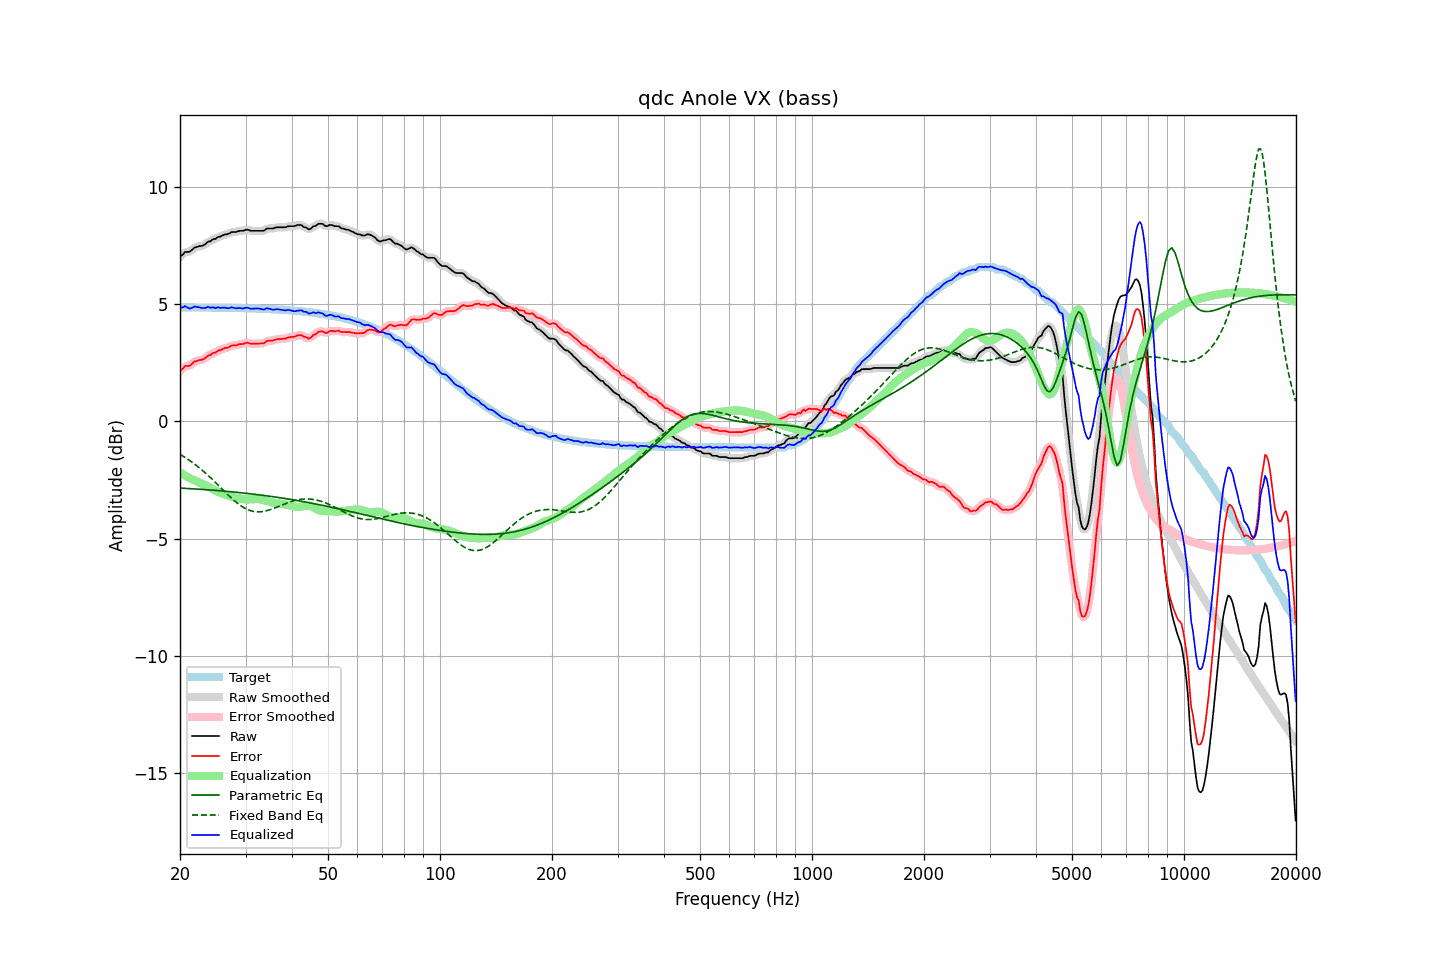 qdc Anole VX (bass)
Amplitude (dBr)
10
5
0
−5
−10
−15
Target
Raw Smoothed
Error Smoothed
Raw
Error
Equalization
Parametric Eq
Fixed Band Eq
Equalized
20 50 100 200 500 1000 2000 5000 10000 20000
Frequency (Hz)